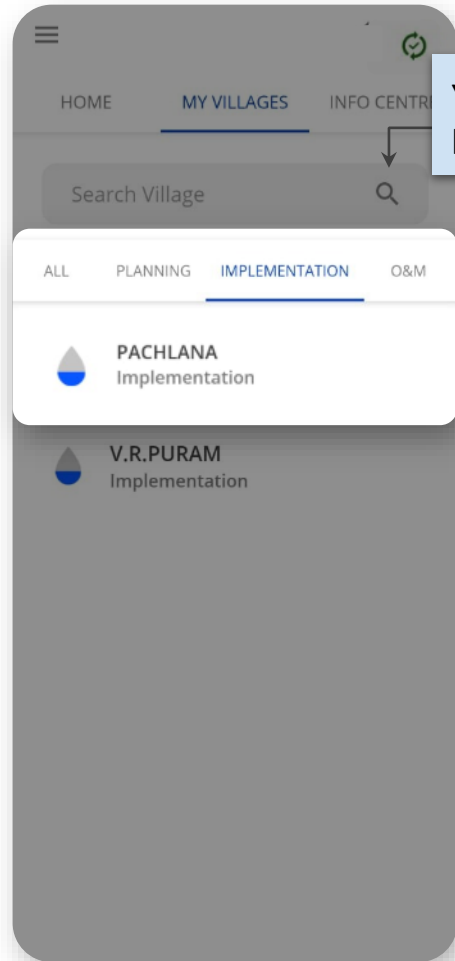 HOME MY VILLAGES INFO CENTR
Search Village
ALL PLANNING IMPLEMENTATION O&M
PACHLANA
Implementation
V.R.PURAM
Implementation